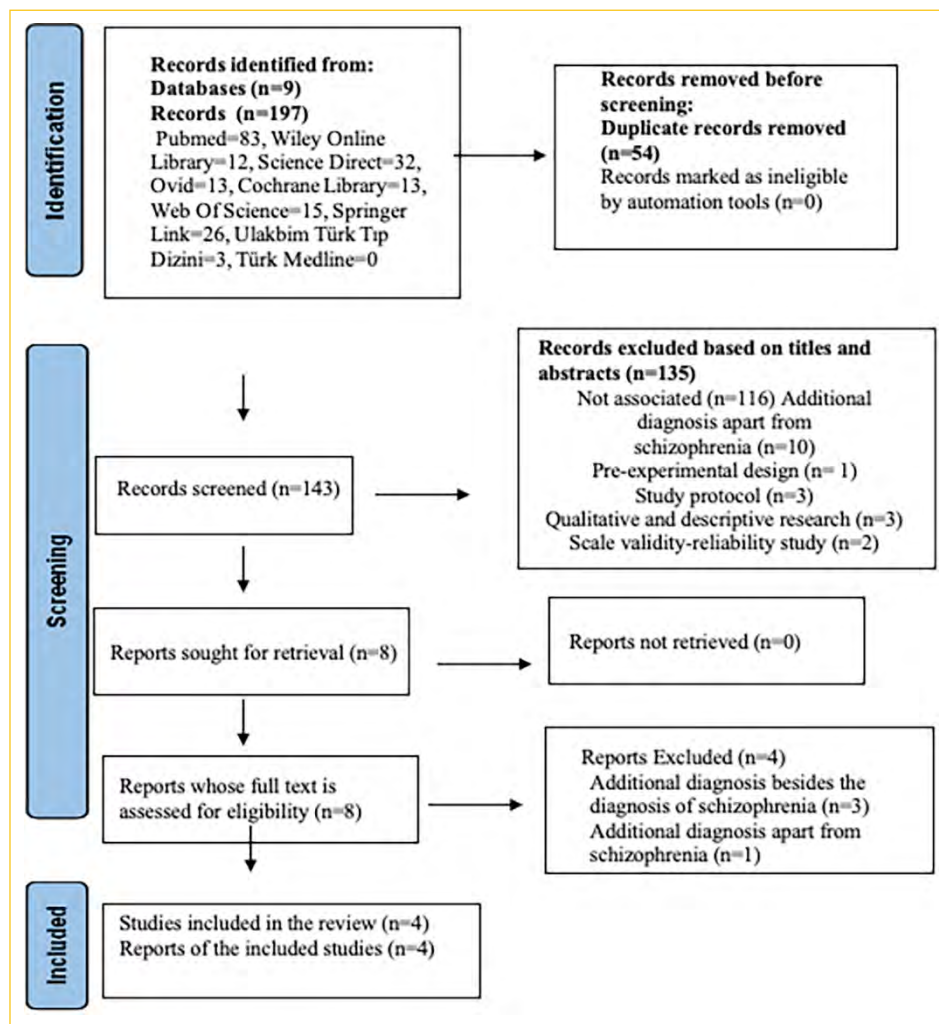 Identification
Records identified from:
Databases (n=9)
Records (n=197)
Pubmed=83, Wiley Online
Library=12, Science Direct=32,
Ovid=13, Cochrane Library=13,
Web Of Science=15, Springer
Link=26, Ulakbim Türk Tıp
Dizini=3, Türk Medline=0
Records removed before
screening:
Duplicate records removed
(n=54)
Records marked as ineligible
by automation tools (n=0)
Screening
Records excluded based on titles and
abstracts (n=135)
Not associated (n=116) Additional
diagnosis apart from
schizophrenia (n=10)
Pre-experimental design (n= 1)
Study protocol (n=3)
Qualitative and descriptive research (n=3)
Scale validity-reliability study (n=2)
Records screened (n=143)
Reports sought for retrieval (n=8)
Reports not retrieved (n=0)
Reports whose full text is
assessed for eligibility (n=8)
Reports Excluded (n=4)
Additional diagnosis besides the
diagnosis of schizophrenia (n=3)
Additional diagnosis apart from
schizophrenia (n=1)
Included
Studies included in the review (n=4)
Reports of the included studies (n=4)